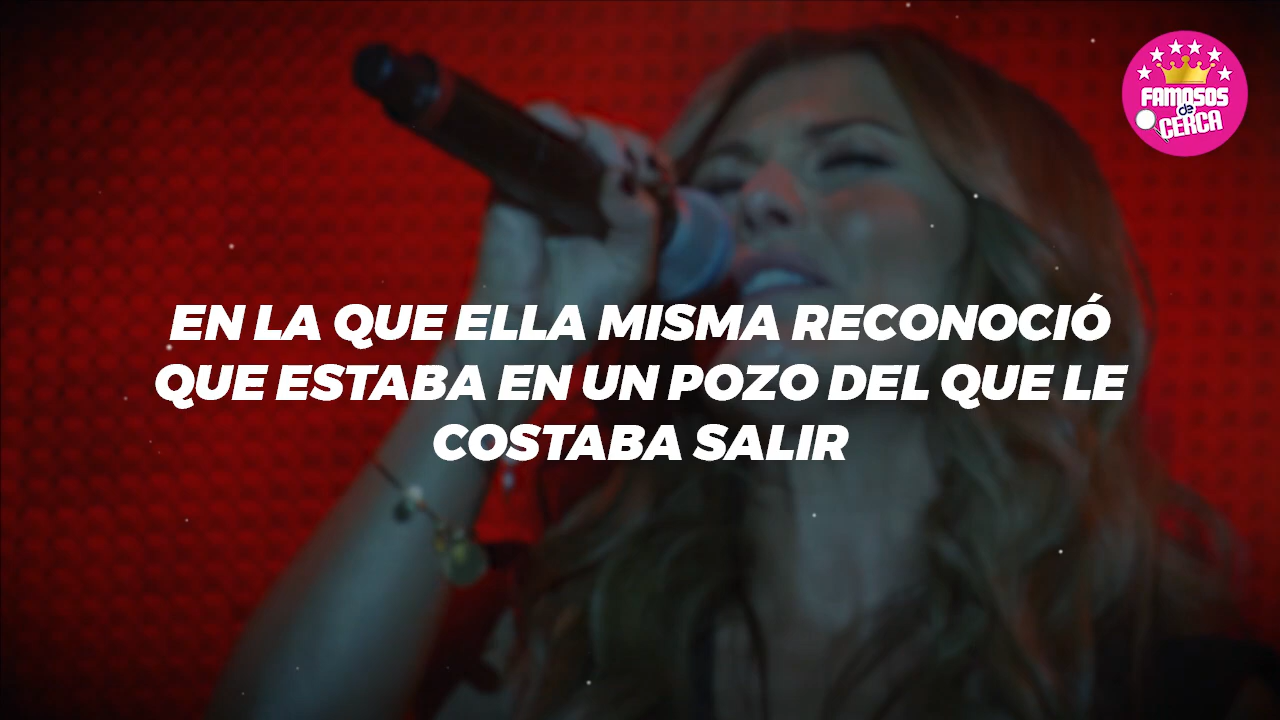 FAMOSOS
de
CERCA
EN LA QUE ELLA MISMA RECONOCIÓ
QUE ESTABA EN UN POZO DEL QUE LE
COSTABA SALIR